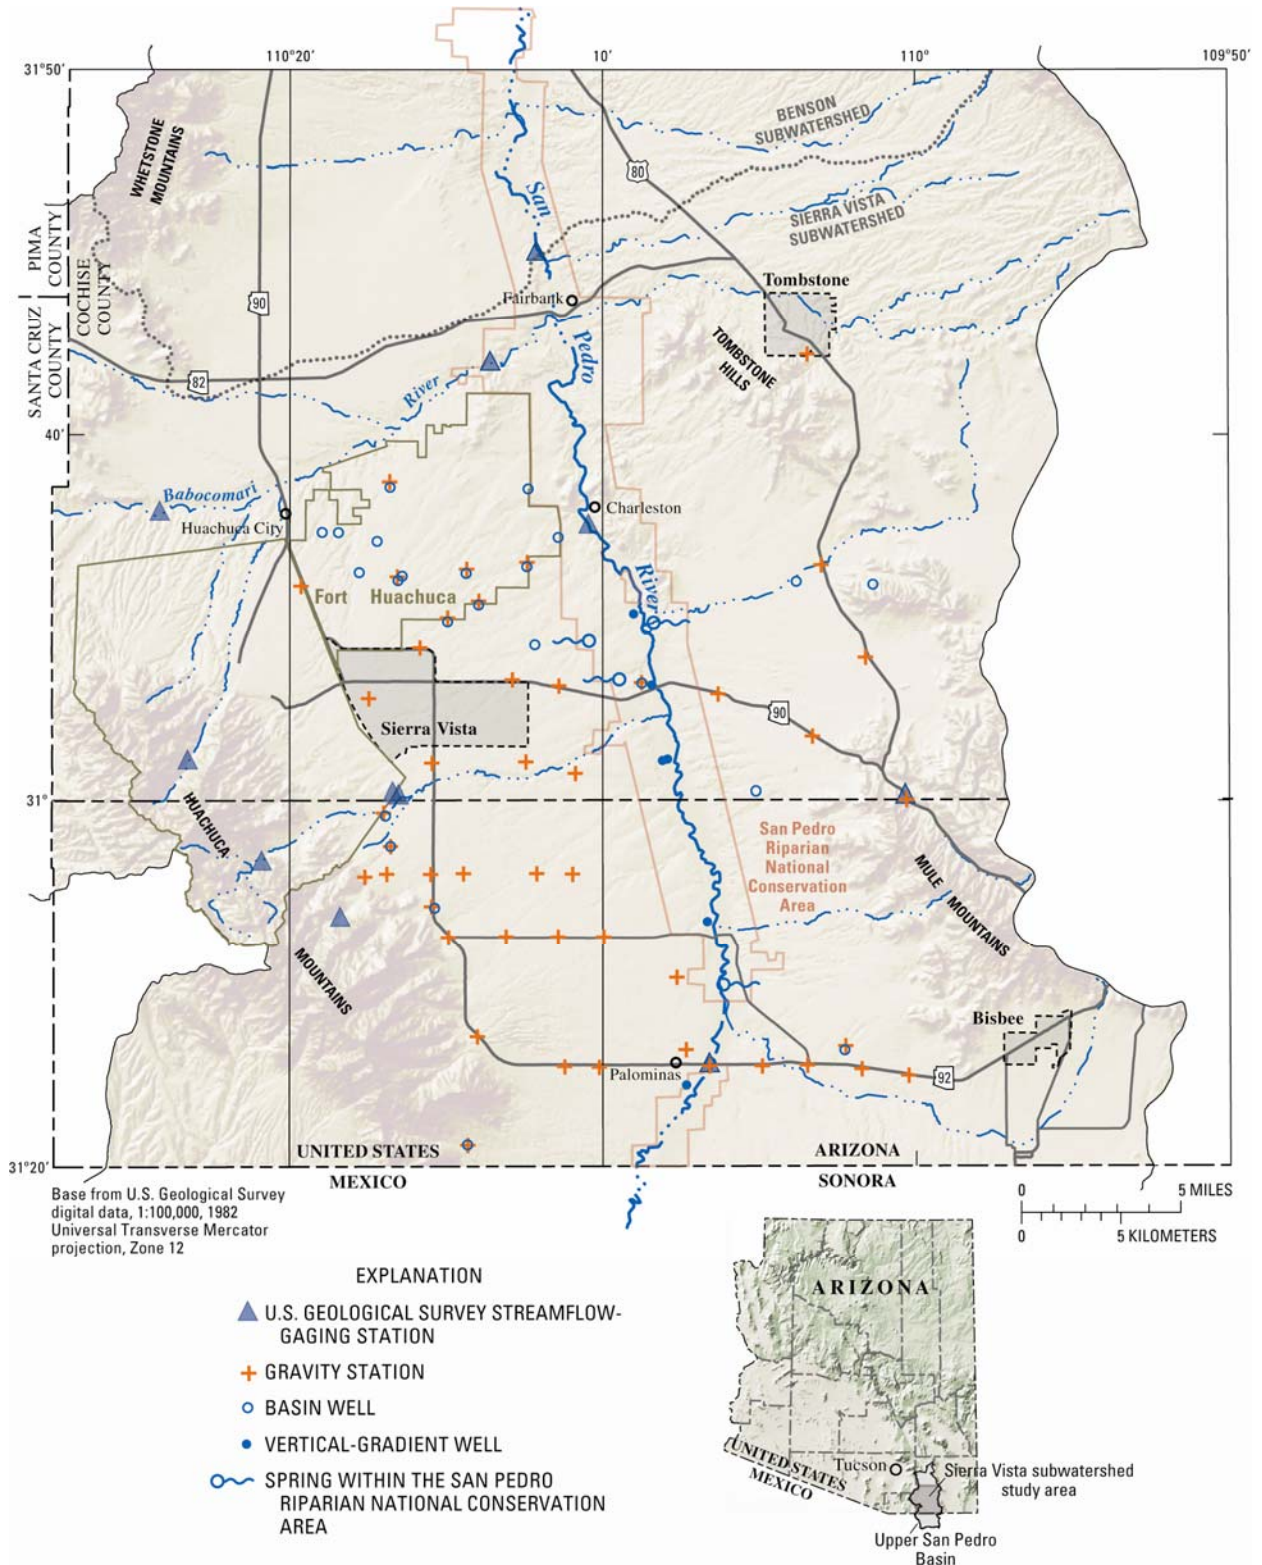 110°20'
10'
110°
109°50'
31°50'
BENSON
SUBWATERSHED
WHETSTONE
MOUNTAINS
80
San
SIERRA VISTA
SUBWATERSHED
PIMA
COUNTY
COCHISE
COUNTY
SANTA CRUZ
COUNTY
90
Tombstone
Fairbank
Pedro
TOMBSTONE
HILLS
82
River
40'
Babocomari
Huachuca City
Charleston
River
Fort Huachuca
90
Sierra Vista
31°
HUACHUCA
MOUNTAINS
San Pedro
Riparian
National
Conservation
Area
MULE MOUNTAINS
Bisbee
Palominas
92
UNITED STATES
MEXICO
ARIZONA
SONORA
31°20'
Base from U.S. Geological Survey
digital data, 1:100,000, 1982
Universal Transverse Mercator
projection, Zone 12
0 5 MILES
0 5 KILOMETERS
EXPLANATION
U.S. GEOLOGICAL SURVEY STREAMFLOW-
GAGING STATION
GRAVITY STATION
BASIN WELL
VERTICAL-GRADIENT WELL
SPRING WITHIN THE SAN PEDRO
RIPARIAN NATIONAL CONSERVATION
AREA
ARIZONA
UNITED STATES
MEXICO
Tucson
Sierra Vista subwatershed
study area
Upper San Pedro
Basin